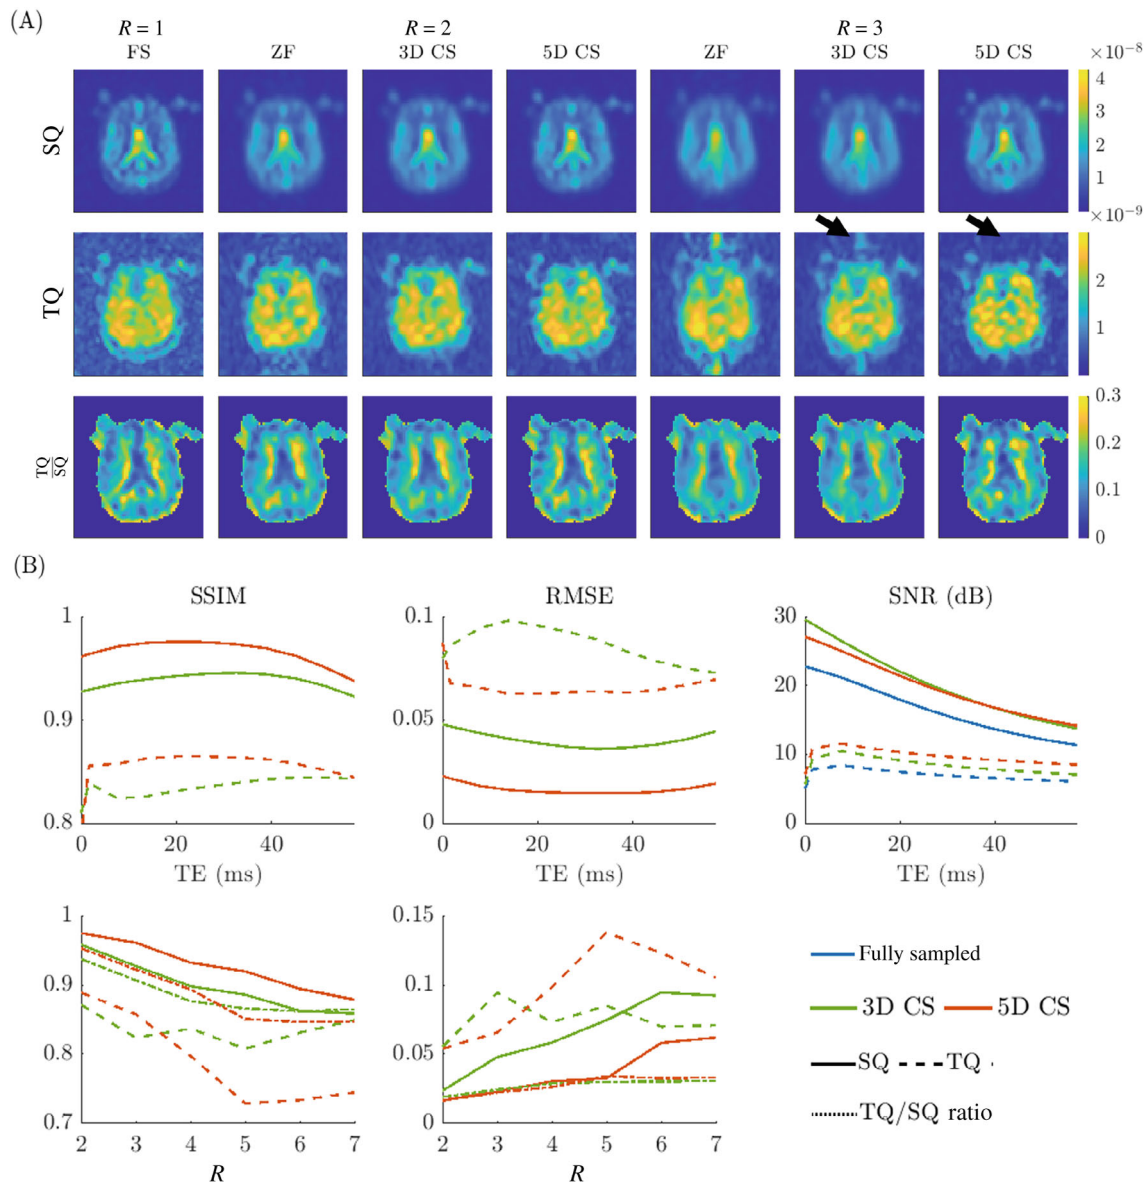 (A)
R = 1 R = 2 R = 3
FS ZF 3D CS 5D CS ZF 3D CS 5D CS
×10⁻⁸
SQ
4
3
2
1
×10⁻⁹
TQ
2
1
TQ/SQ
0.3
0.2
0.1
0
(B)
SSIM RMSE SNR (dB)
1 0.1 30
20
0.9 0.05
10
0.8 0 0
0 20 40 0 20 40 0 20 40
TE (ms) TE (ms) TE (ms)
1 0.15
Fully sampled
0.9 0.1
3D CS 5D CS
0.8 0.05
SQ TQ
TQ/SQ ratio
0.7 0
2 3 4 5 6 7 2 3 4 5 6 7
R R